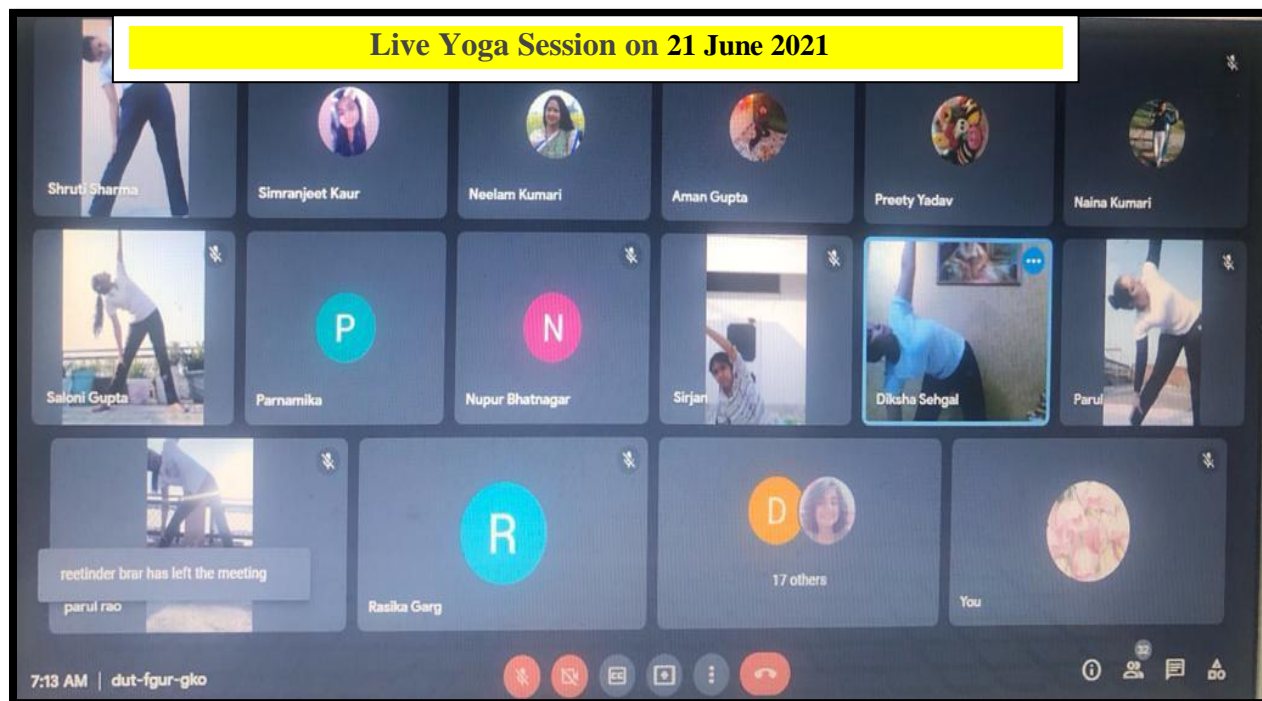 Live Yoga Session on 21 June 2021
Shruti Sharma
Simranjeet Kaur
Neelam Kumari
Aman Gupta
Preety Yadav
Naina Kumari
Saloni Gupta
P
Parnamika
N
Nupur Bhatnagar
Sirjan
Diksha Sehgal
Parul
reetinder brar has left the meeting
parul rao
R
Rasika Garg
D
17 others
You
7:13 AM | dut-fgur-gko
CC
32